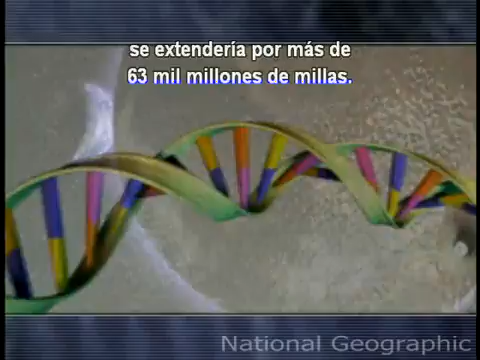 se extendería por más de
63 mil millones de millas.
National Geographic